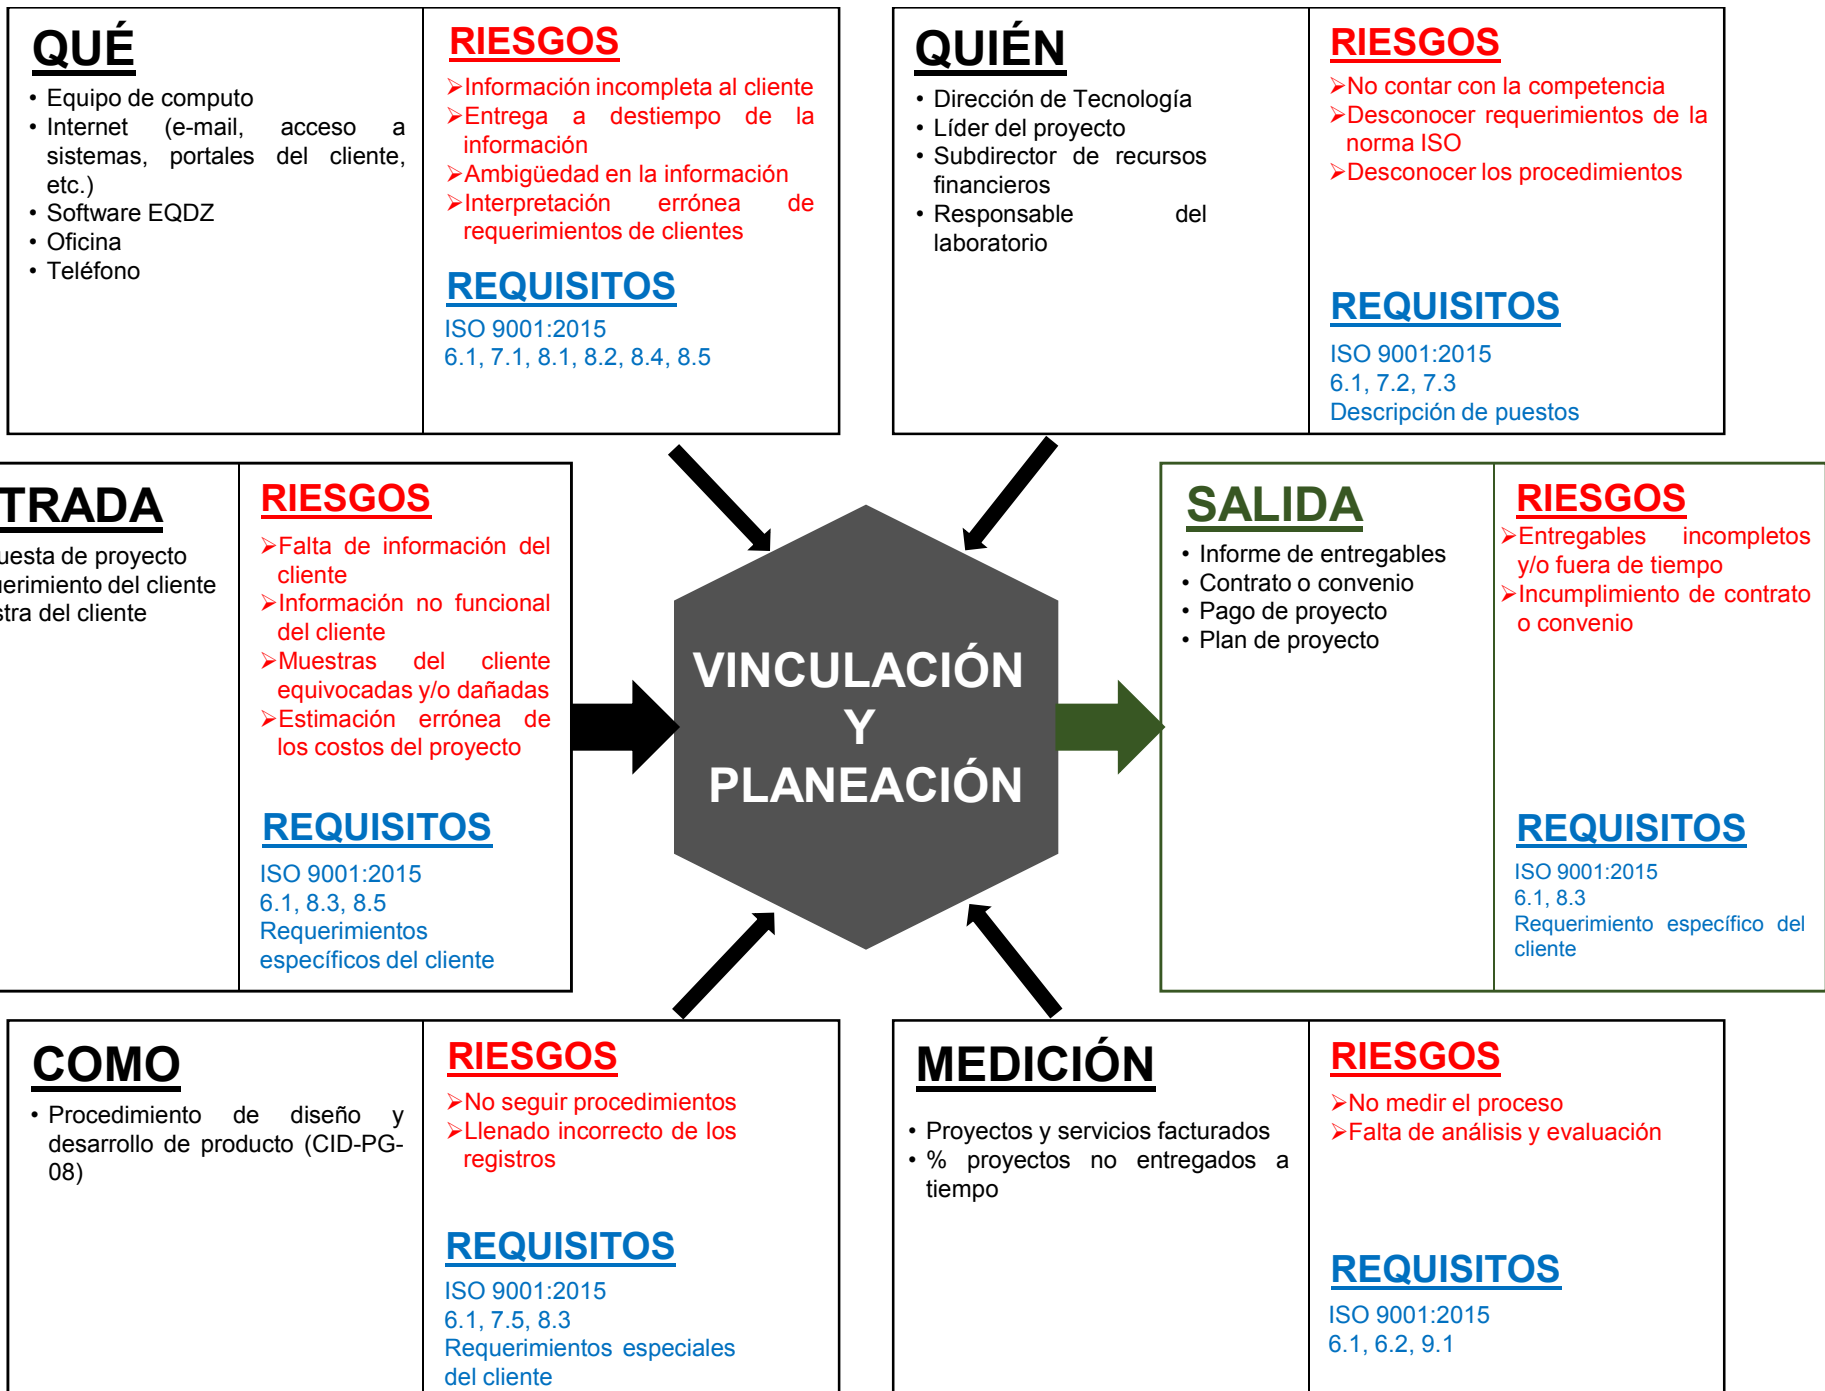 QUÉ
• Equipo de computo
• Internet (e-mail, acceso a
sistemas, portales del cliente,
etc.)
• Software EQDZ
• Oficina
• Teléfono
RIESGOS
➢Información incompleta al cliente
➢Entrega a destiempo de la
información
➢Ambigüedad en la información
➢Interpretación errónea de
requerimientos de clientes
REQUISITOS
ISO 9001:2015
6.1, 7.1, 8.1, 8.2, 8.4, 8.5
QUIÉN
• Dirección de Tecnología
• Líder del proyecto
• Subdirector de recursos
financieros
• Responsable del
laboratorio
RIESGOS
➢No contar con la competencia
➢Desconocer requerimientos de la
norma ISO
➢Desconocer los procedimientos
REQUISITOS
ISO 9001:2015
6.1, 7.2, 7.3
Descripción de puestos
TRADA
uesta de proyecto
uerimiento del cliente
stra del cliente
RIESGOS
➢Falta de información del
cliente
➢Información no funcional
del cliente
➢Muestras del cliente
equivocadas y/o dañadas
➢Estimación errónea de
los costos del proyecto
REQUISITOS
ISO 9001:2015
6.1, 8.3, 8.5
Requerimientos
específicos del cliente
VINCULACIÓN
Y
PLANEACIÓN
SALIDA
• Informe de entregables
• Contrato o convenio
• Pago de proyecto
• Plan de proyecto
RIESGOS
➢Entregables incompletos
y/o fuera de tiempo
➢Incumplimiento de contrato
o convenio
REQUISITOS
ISO 9001:2015
6.1, 8.3
Requerimiento específico del
cliente
COMO
• Procedimiento de diseño y
desarrollo de producto (CID-PG-
08)
RIESGOS
➢No seguir procedimientos
➢Llenado incorrecto de los
registros
REQUISITOS
ISO 9001:2015
6.1, 7.5, 8.3
Requerimientos especiales
del cliente
MEDICIÓN
• Proyectos y servicios facturados
• % proyectos no entregados a
tiempo
RIESGOS
➢No medir el proceso
➢Falta de análisis y evaluación
REQUISITOS
ISO 9001:2015
6.1, 6.2, 9.1